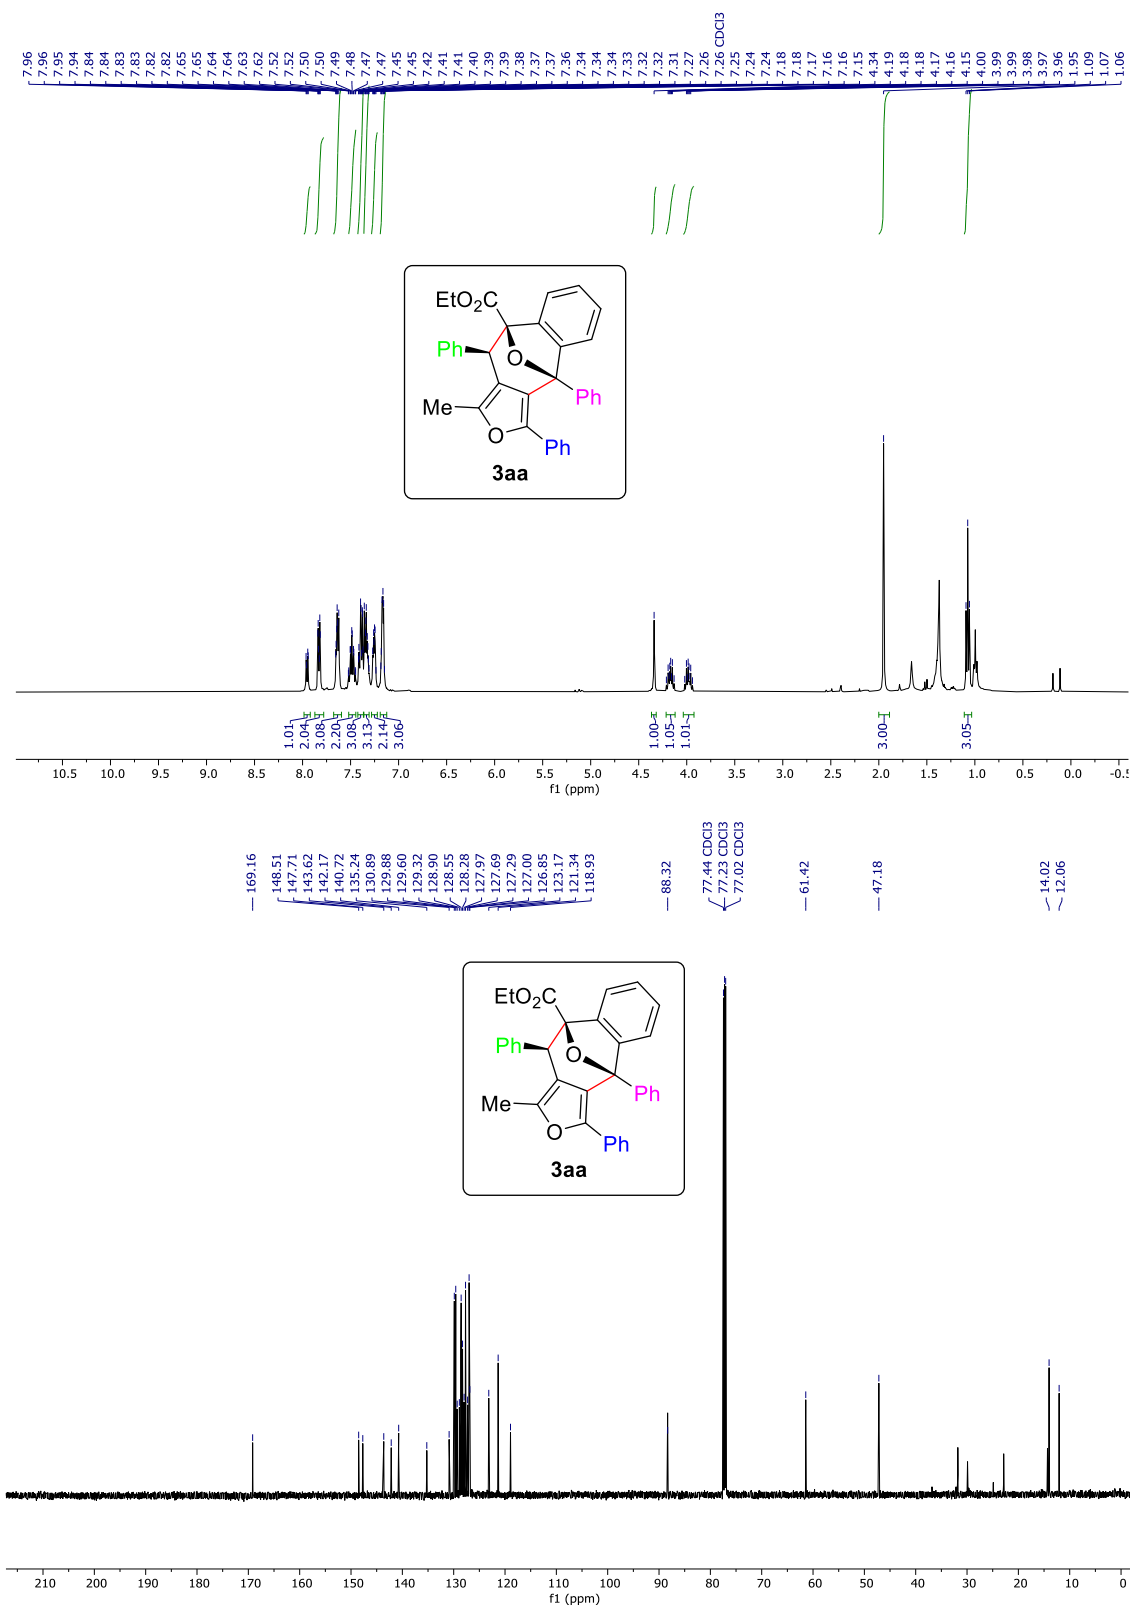 7.96 7.96 7.95 7.94 7.84 7.84 7.83 7.83 7.82 7.82 7.65 7.65 7.64 7.64 7.63 7.62 7.52 7.52 7.50 7.50 7.49 7.48 7.47 7.47 7.45 7.45 7.42 7.41 7.41 7.40 7.39 7.39 7.38 7.37 7.37 7.36 7.34 7.34 7.34 7.33 7.32 7.32 7.31 7.27 7.26 7.26 CDCl3 7.25 7.24 7.24 7.18 7.18 7.17 7.16 7.16 7.15 4.34 4.19 4.18 4.18 4.17 4.16 4.15 4.00 3.99 3.99 3.98 3.97 3.96 1.95 1.09 1.07 1.06
EtO2C
Ph
O
Ph
Me
O
Ph
3aa
1.01 2.04 3.08 2.20 3.08 3.13 2.14 3.06 1.00 1.05 1.01 3.00 3.05
10.5 10.0 9.5 9.0 8.5 8.0 7.5 7.0 6.5 6.0 5.5 5.0 4.5 4.0 3.5 3.0 2.5 2.0 1.5 1.0 0.5 0.0 -0.5
f1 (ppm)
169.16 148.51 147.71 143.62 142.17 140.72 135.24 130.89 129.88 129.60 129.32 128.90 128.55 128.28 127.97 127.69 127.29 127.00 126.85 123.17 121.34 118.93 88.32 77.44 CDCl3 77.23 CDCl3 77.02 CDCl3 61.42 47.18 14.02 12.06
EtO2C
Ph
O
Ph
Me
O
Ph
3aa
210 200 190 180 170 160 150 140 130 120 110 100 90 80 70 60 50 40 30 20 10 0
f1 (ppm)